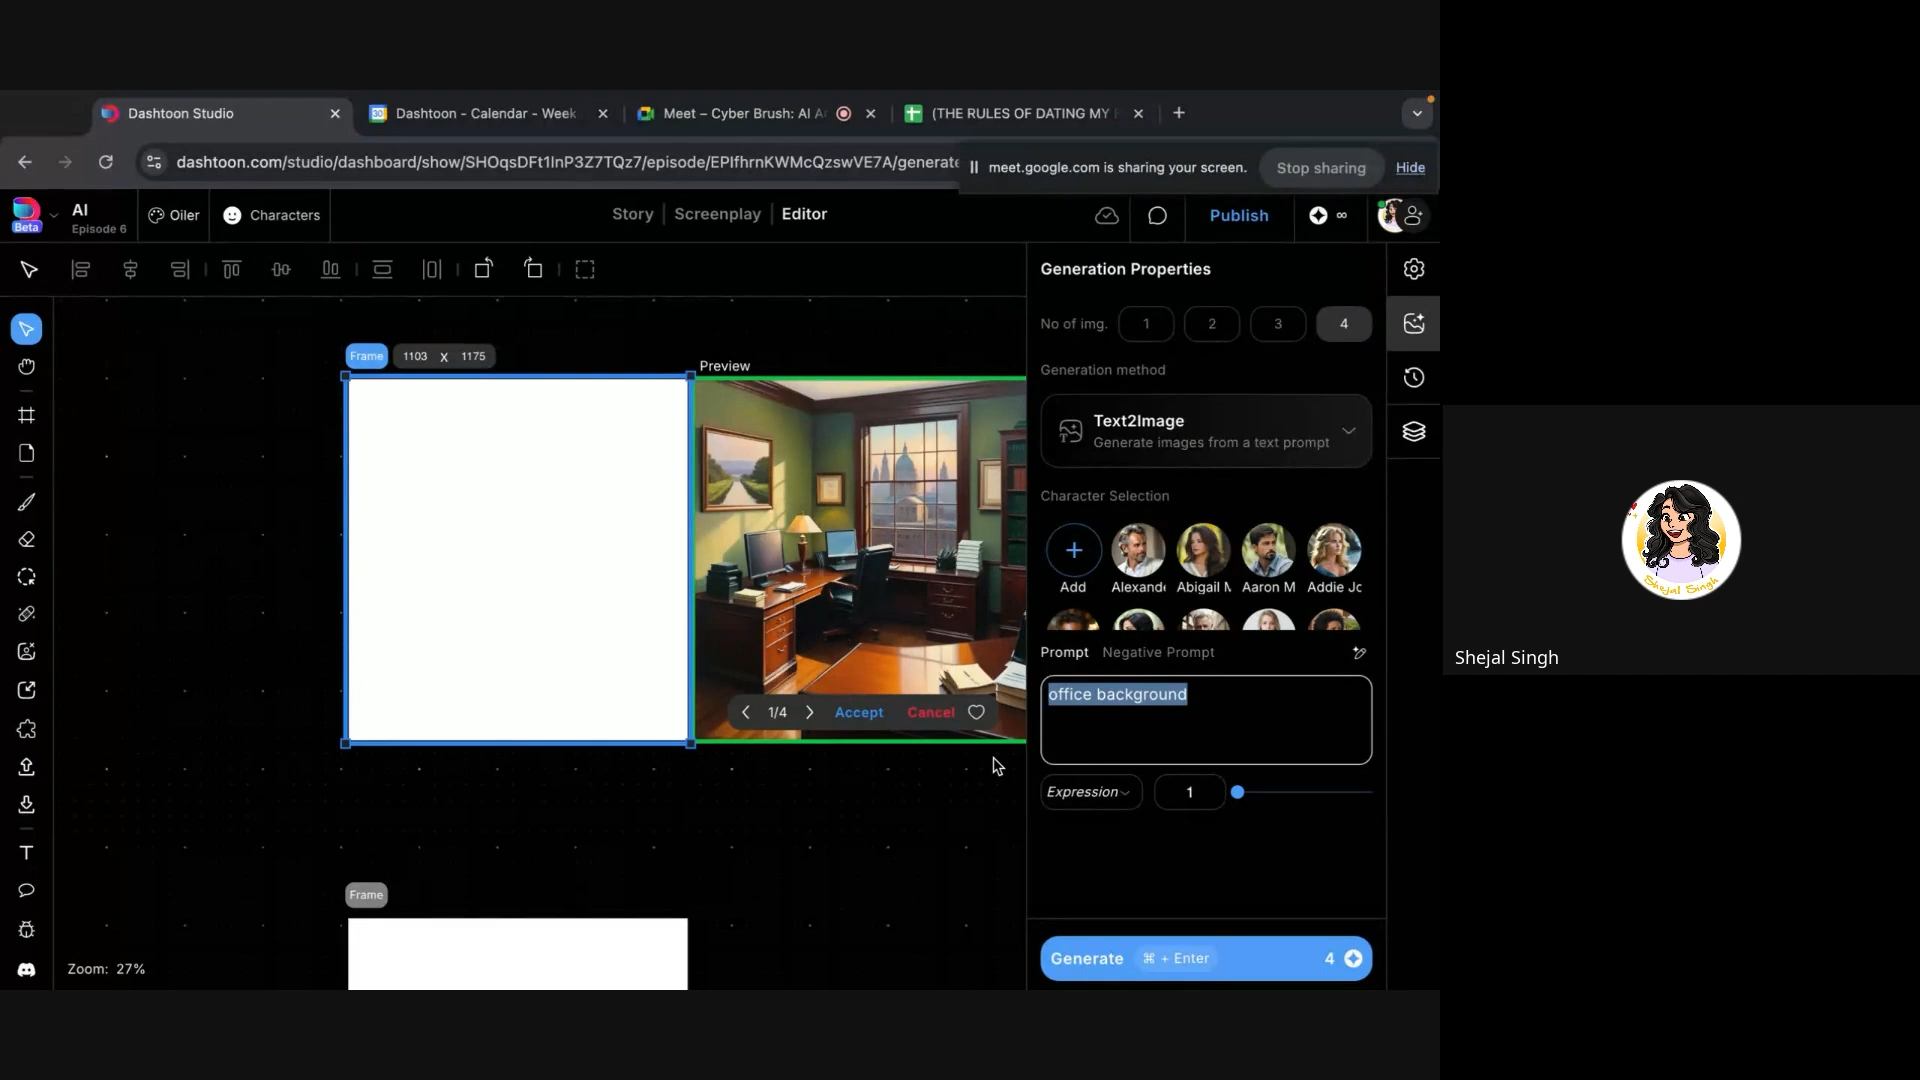 Dashtoon Studio
Dashtoon - Calendar - Week
Meet – Cyber Brush: AI A
(THE RULES OF DATING MY
dashtoon.com/studio/dashboard/show/SHOqsDFt1lnP3Z7TQz7/episode/EPIfhrnKWMcQzswVE7A/generate
meet.google.com is sharing your screen.
Stop sharing
Hide
Beta
AI
Episode 6
Oiler
Characters
Story
Screenplay
Editor
Publish
∞
Generation Properties
No of img.
1
2
3
4
Generation method
Text2Image
Generate images from a text prompt
Character Selection
Add
Alexande
Abigail M
Aaron M
Addie Jo
Prompt
Negative Prompt
office background
Expression
1
Generate
⌘ + Enter
4
Frame
1103 x 1175
Preview
1/4
Accept
Cancel
Frame
Zoom: 27%
Shejal Singh
Shejal Singh